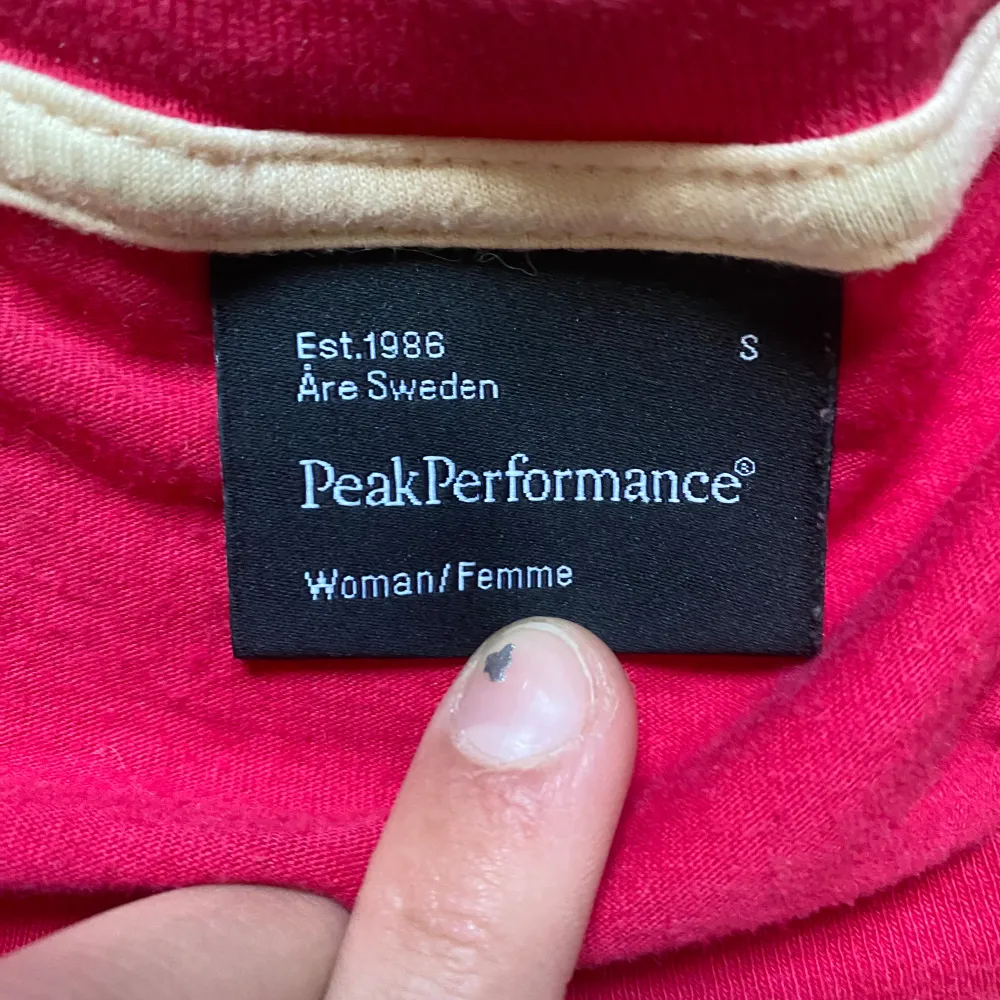 Est.1986 S
Åre Sweden
PeakPerformance®
Woman/Femme